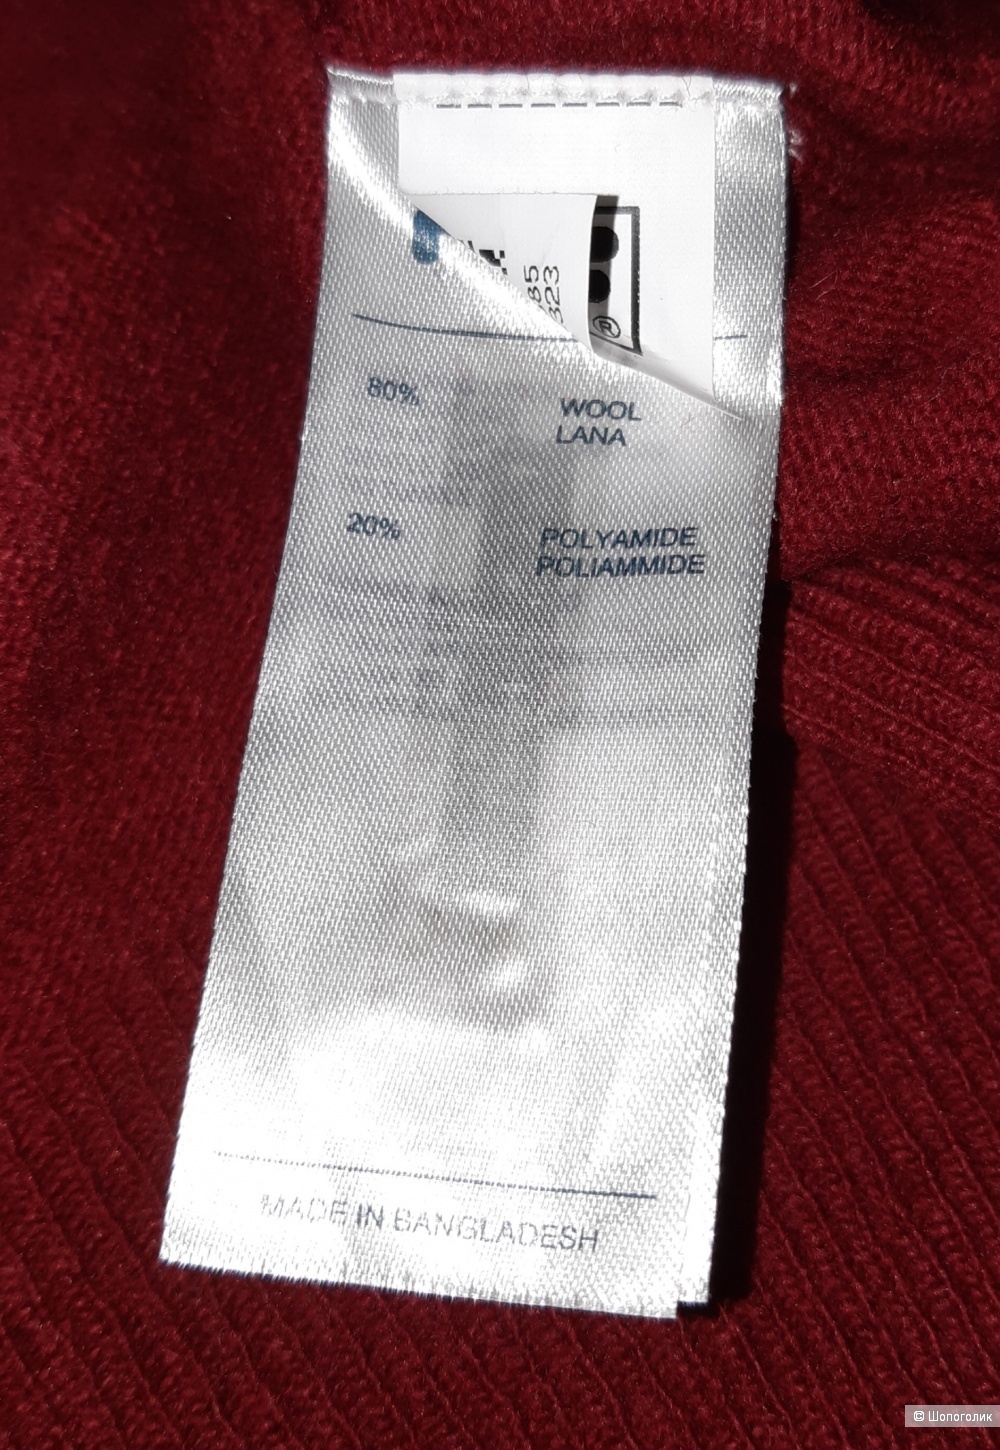 ®
80% WOOL
LANA
20% POLYAMIDE
POLIAMMIDE
MADE IN BANGLADESH
© Шопоголик